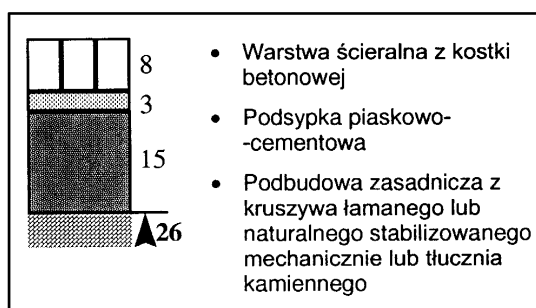 8
3
15
26
• Warstwa ścieralna z kostki
betonowej
• Podsypka piaskowo-
-cementowa
• Podbudowa zasadnicza z
kruszywa łamanego lub
naturalnego stabilizowanego
mechanicznie lub tłucznia
kamiennego